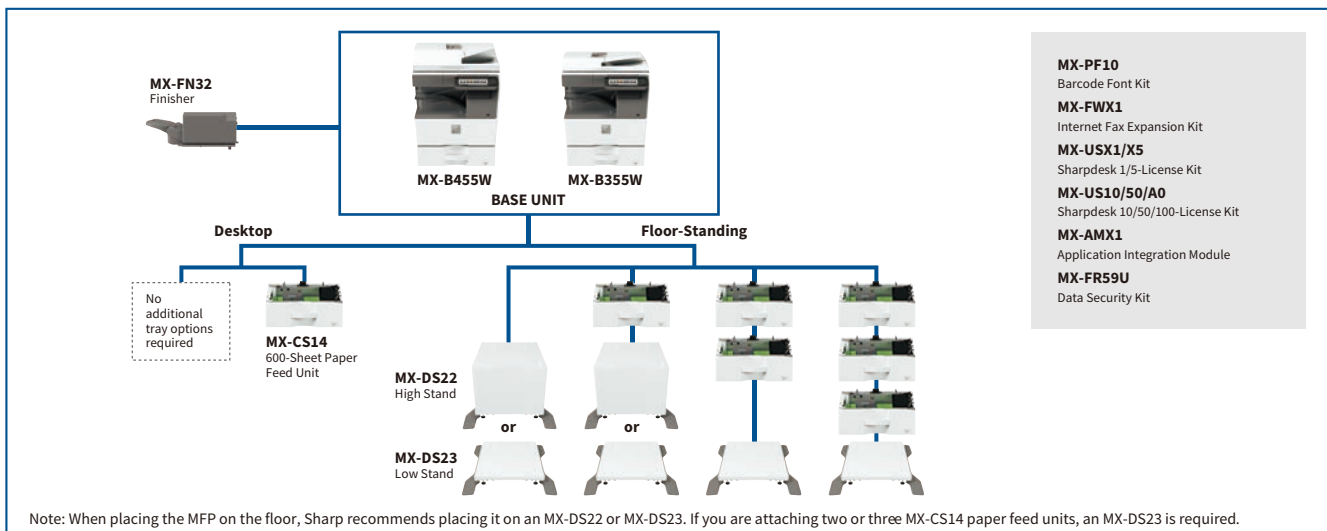 MX-FN32
Finisher
MX-B455W
MX-B355W
BASE UNIT
Desktop
Floor-Standing
No
additional
tray options
required
MX-CS14
600-Sheet Paper
Feed Unit
MX-DS22
High Stand
or
or
MX-DS23
Low Stand
MX-PF10
Barcode Font Kit
MX-FWX1
Internet Fax Expansion Kit
MX-USX1/X5
Sharpdesk 1/5-License Kit
MX-US10/50/A0
Sharpdesk 10/50/100-License Kit
MX-AMX1
Application Integration Module
MX-FR59U
Data Security Kit
Note: When placing the MFP on the floor, Sharp recommends placing it on an MX-DS22 or MX-DS23. If you are attaching two or three MX-CS14 paper feed units, an MX-DS23 is required.